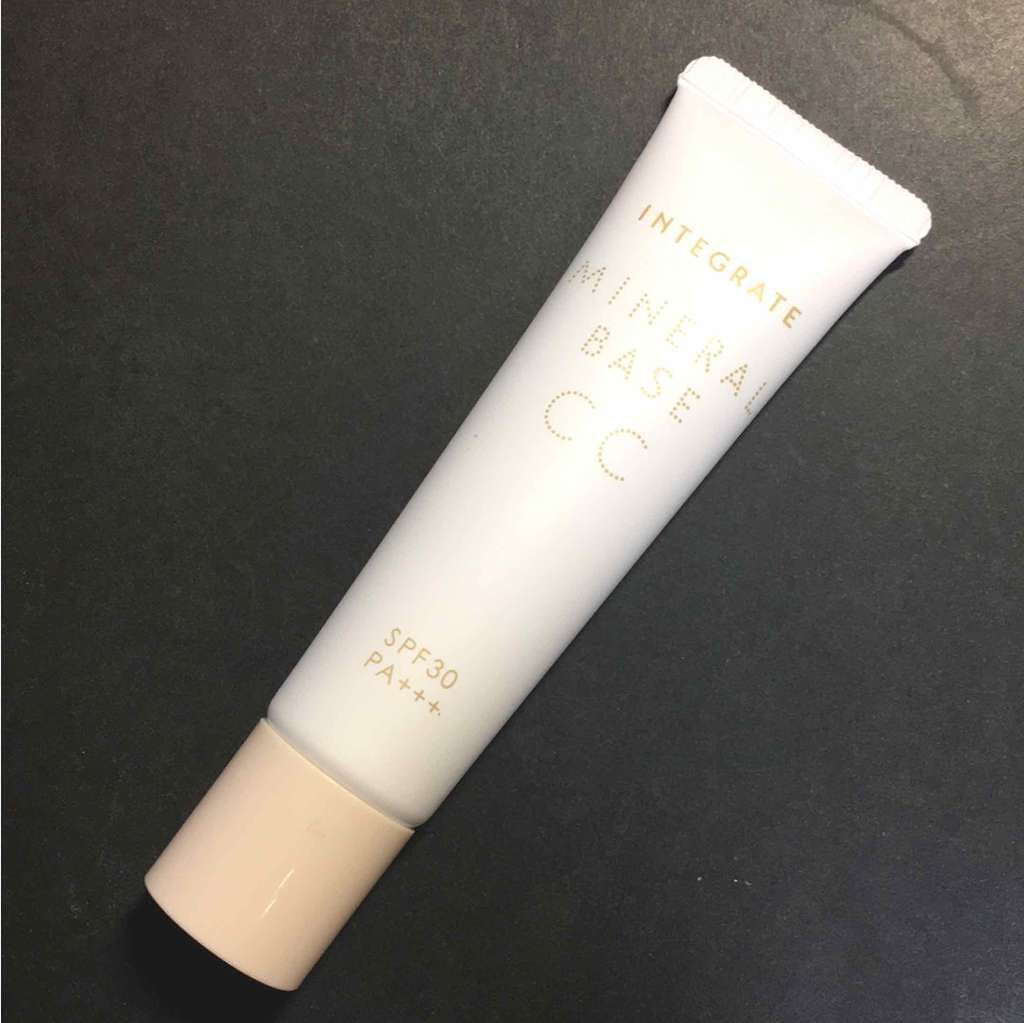 INTEGRATE
MINERAL
BASE
CC
SPF30
PA+++